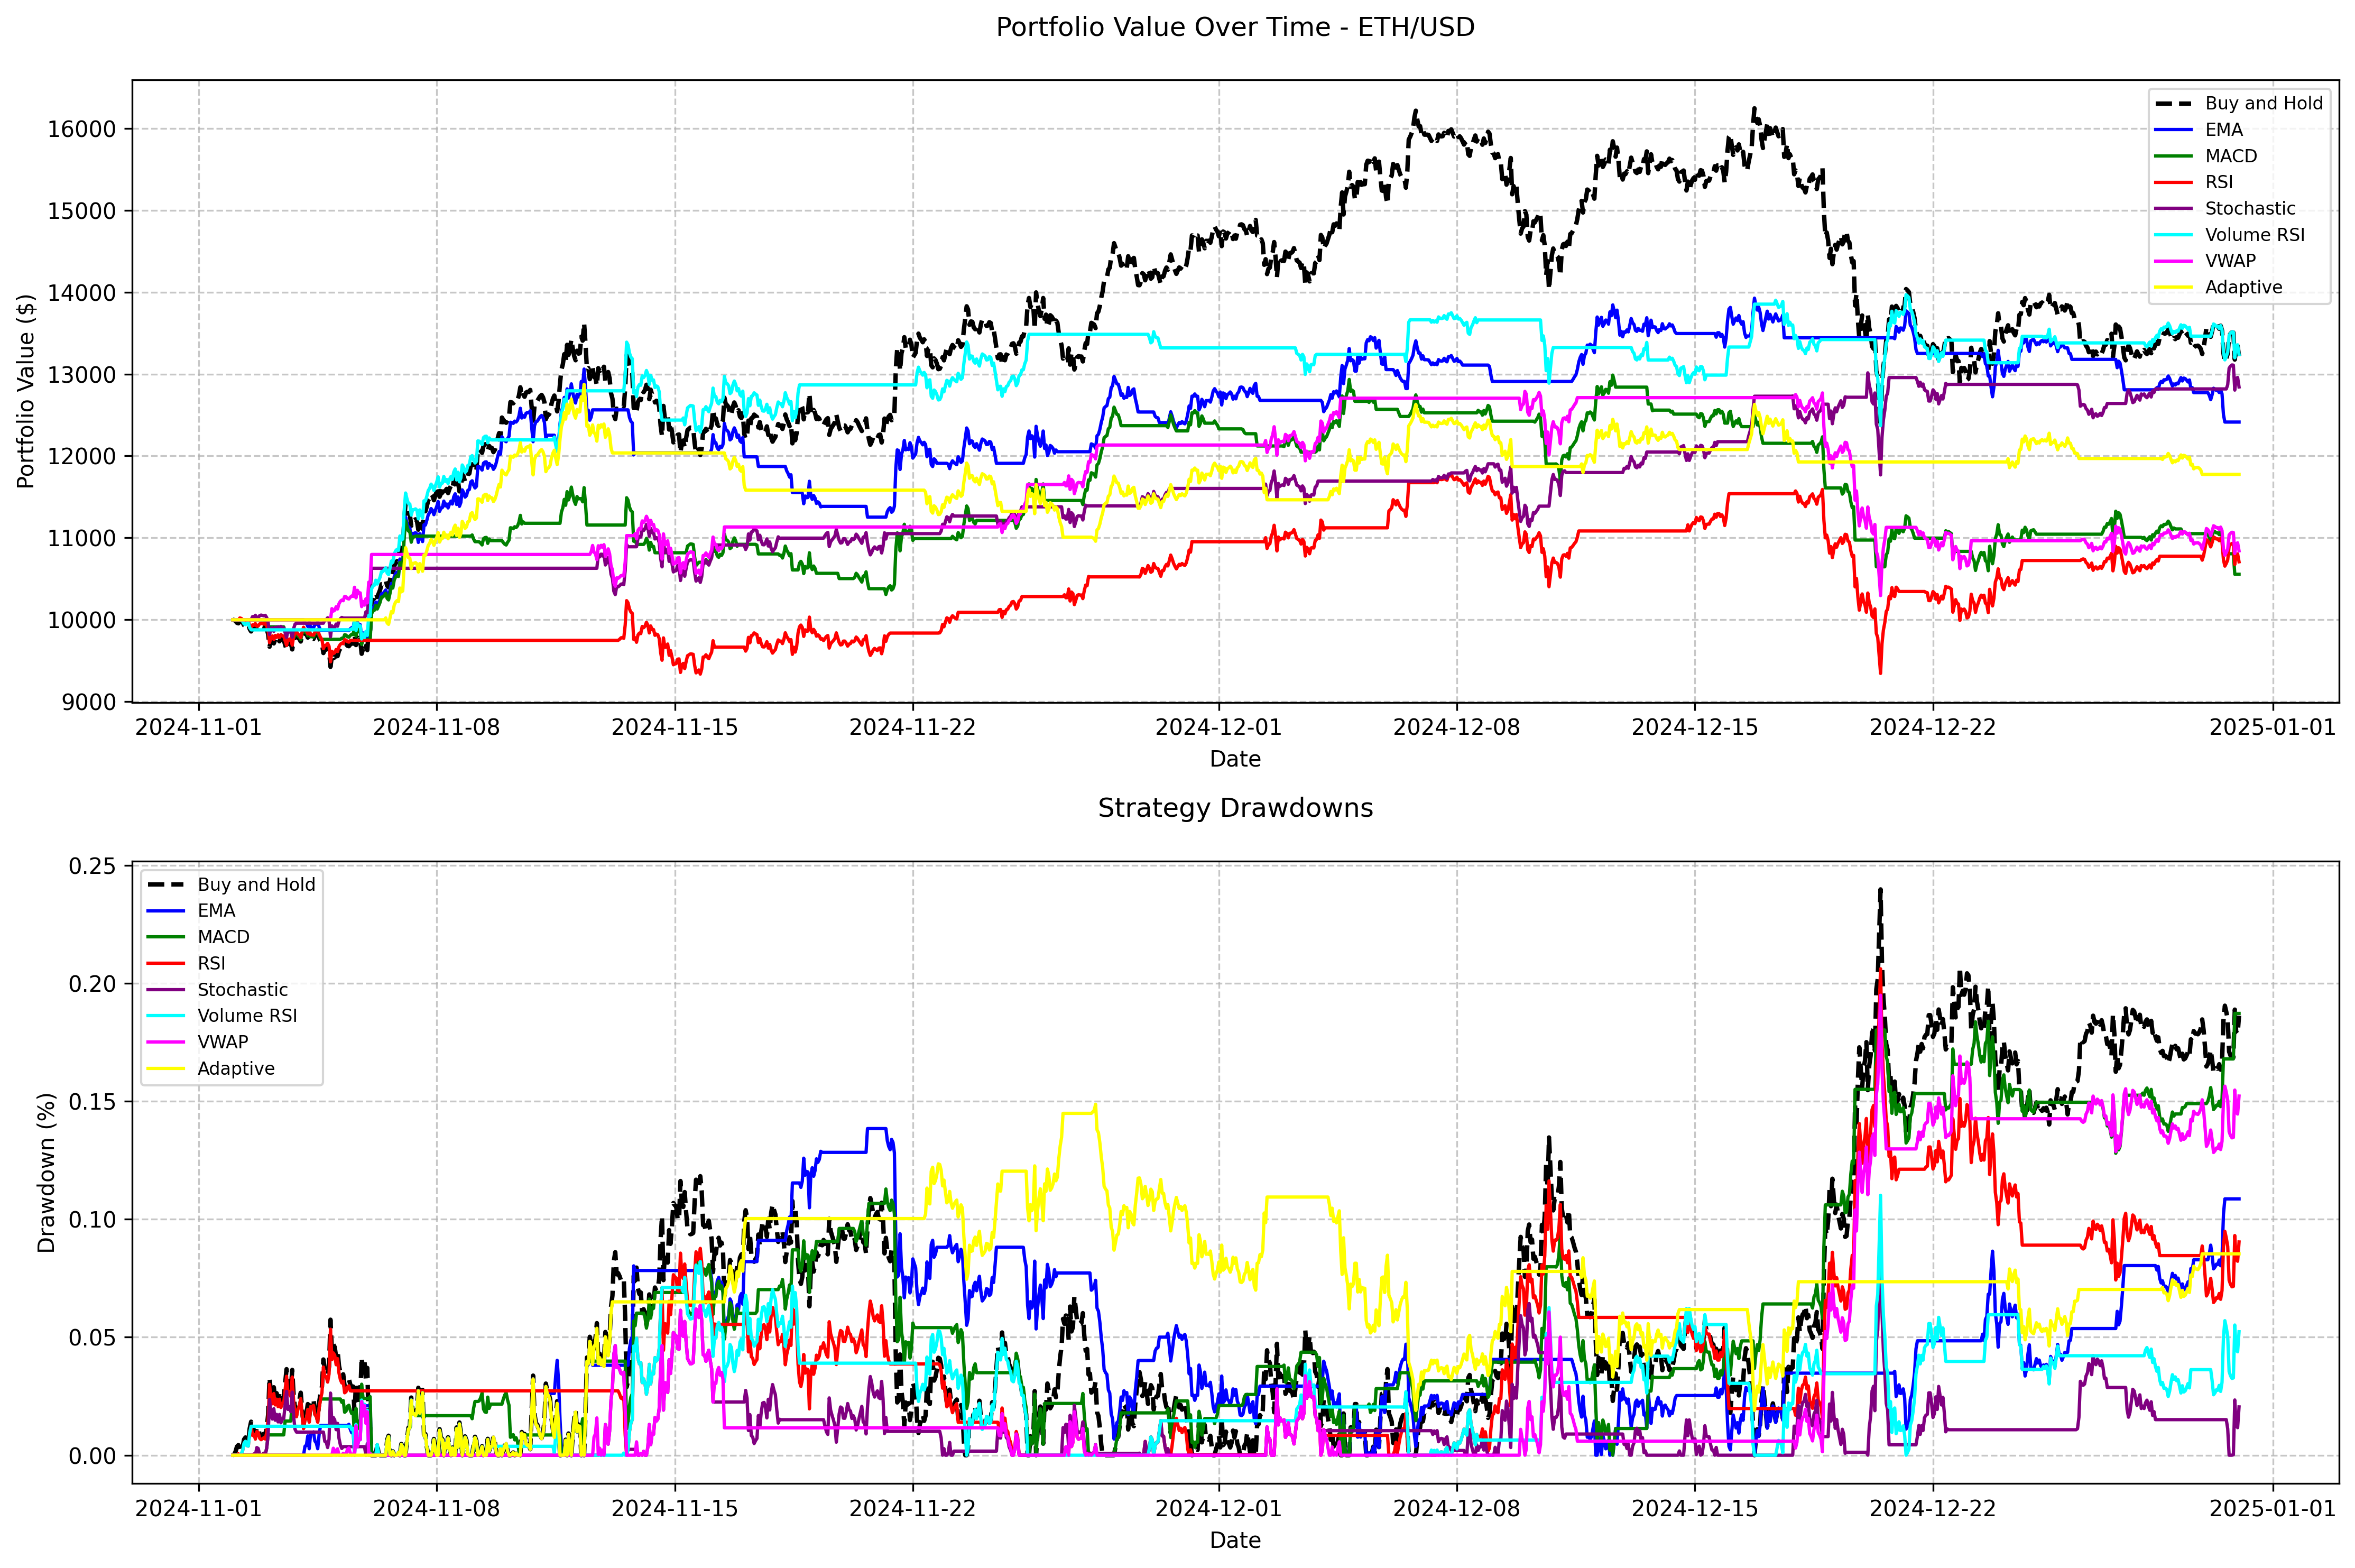 Portfolio Value Over Time - ETH/USD
Portfolio Value ($)
16000
15000
14000
13000
12000
11000
10000
9000
Buy and Hold
EMA
MACD
RSI
Stochastic
Volume RSI
VWAP
Adaptive
2024-11-01 2024-11-08 2024-11-15 2024-11-22 2024-12-01 2024-12-08 2024-12-15 2024-12-22 2025-01-01
Date
Strategy Drawdowns
Drawdown (%)
0.25
0.20
0.15
0.10
0.05
0.00
Buy and Hold
EMA
MACD
RSI
Stochastic
Volume RSI
VWAP
Adaptive
2024-11-01 2024-11-08 2024-11-15 2024-11-22 2024-12-01 2024-12-08 2024-12-15 2024-12-22 2025-01-01
Date